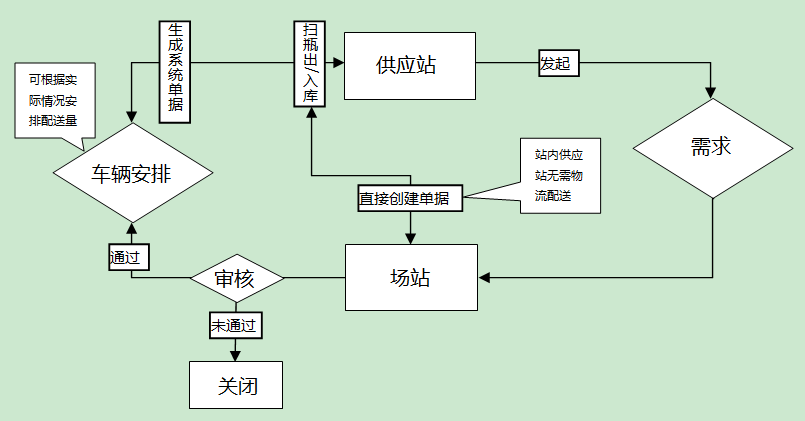 生成系统单据
扫瓶出/入库
供应站
发起
可根据实
际情况安
排配送量
需求
车辆安排
站内供应
站无需物
流配送
直接创建单据
通过
审核
场站
未通过
关闭